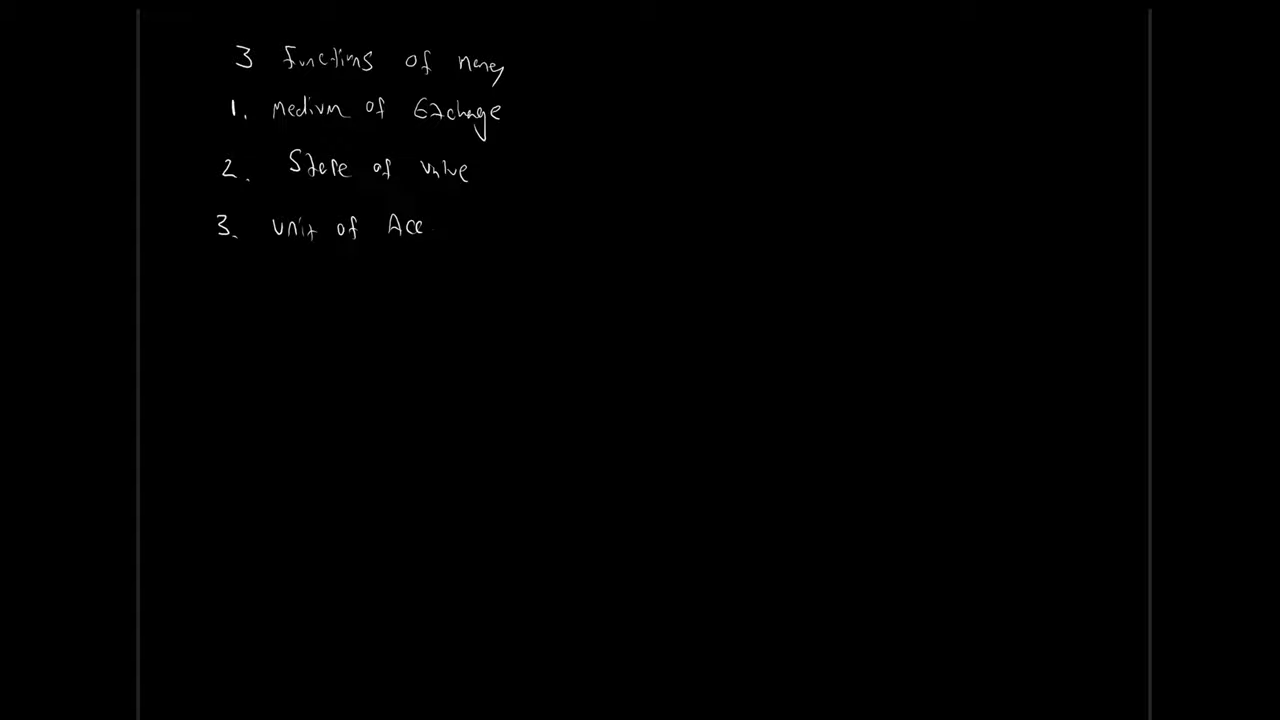 3 functions of money
1. Medium of Exchange
2. Store of value
3. Unit of Acc